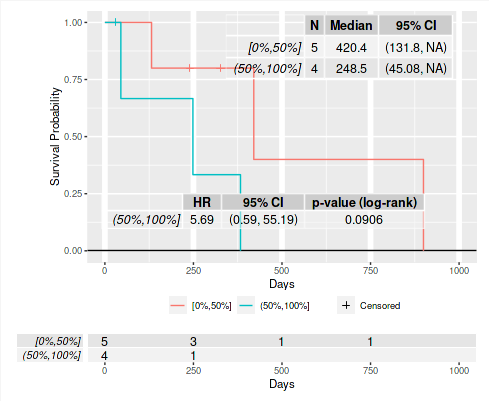 N Median 95% CI
[0%,50%] 5 420.4 (131.8, NA)
(50%,100%] 4 248.5 (45.08, NA)
HR 95% CI p-value (log-rank)
(50%,100%] 5.69 (0.59, 55.19) 0.0906
Survival Probability
1.00
0.75
0.50
0.25
0.00
0 250 500 750 1000
Days
[0%,50%] (50%,100%] Censored
[0%,50%] 5 3 1 1
(50%,100%] 4 1
0 250 500 750 1000
Days